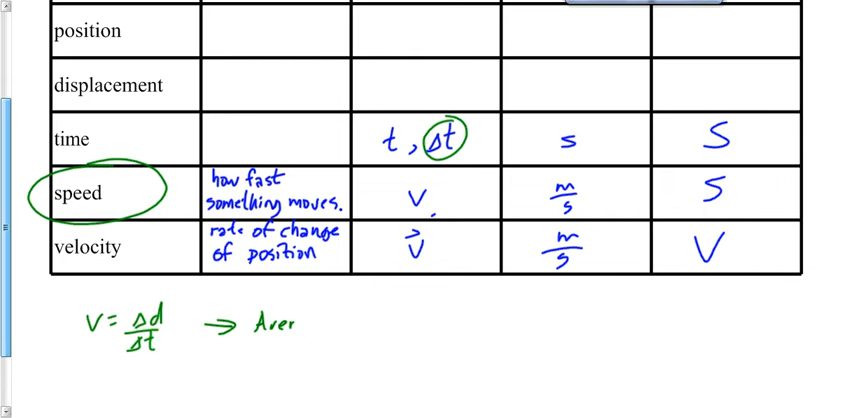 position
displacement
time t, Δt s S
speed how fast something moves. v m/s S
velocity rate of change of position v⃗ m/s V
v = Δd/Δt → Aver